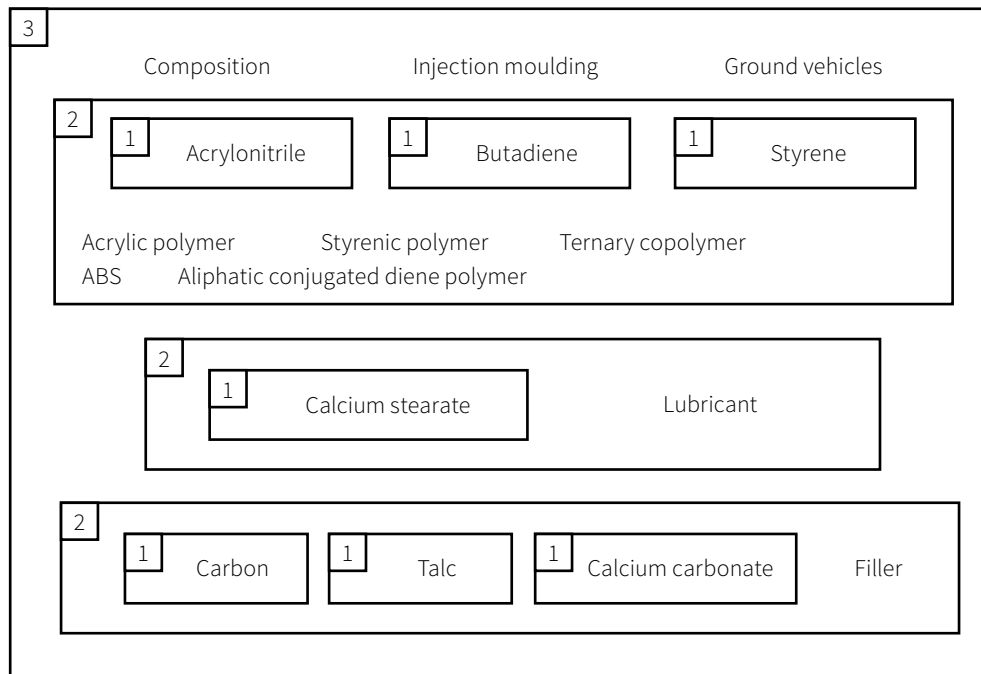 3
Composition Injection moulding Ground vehicles
2
1 Acrylonitrile 1 Butadiene 1 Styrene
Acrylic polymer Styrenic polymer Ternary copolymer
ABS Aliphatic conjugated diene polymer
2
1 Calcium stearate Lubricant
2
1 Carbon 1 Talc 1 Calcium carbonate Filler